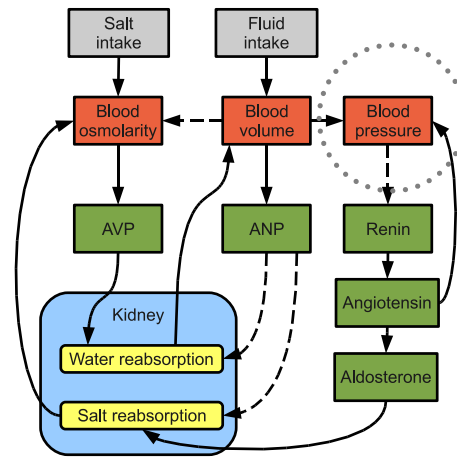 Salt
intake
Fluid
intake
Blood
osmolarity
Blood
volume
Blood
pressure
AVP
ANP
Renin
Kidney
Angiotensin
Water reabsorption
Aldosterone
Salt reabsorption